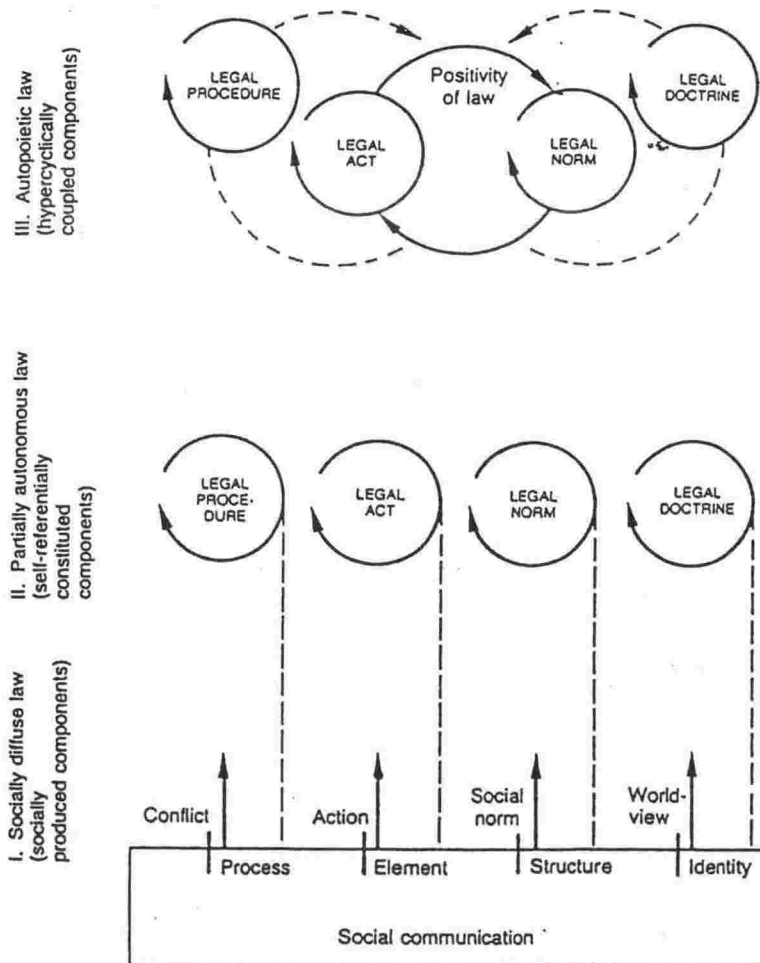 III. Autopoietic law
(hypercyclically
coupled components)
LEGAL
PROCEDURE
LEGAL
ACT
Positivity
of law
LEGAL
NORM
LEGAL
DOCTRINE
II. Partially autonomous law
(self-referentially
constituted
components)
LEGAL
PROCE-
DURE
LEGAL
ACT
LEGAL
NORM
LEGAL
DOCTRINE
I. Socially diffuse law
(socially
produced components)
Conflict
Action
Social
norm
World-
view
Process
Element
Structure
Identity
Social communication